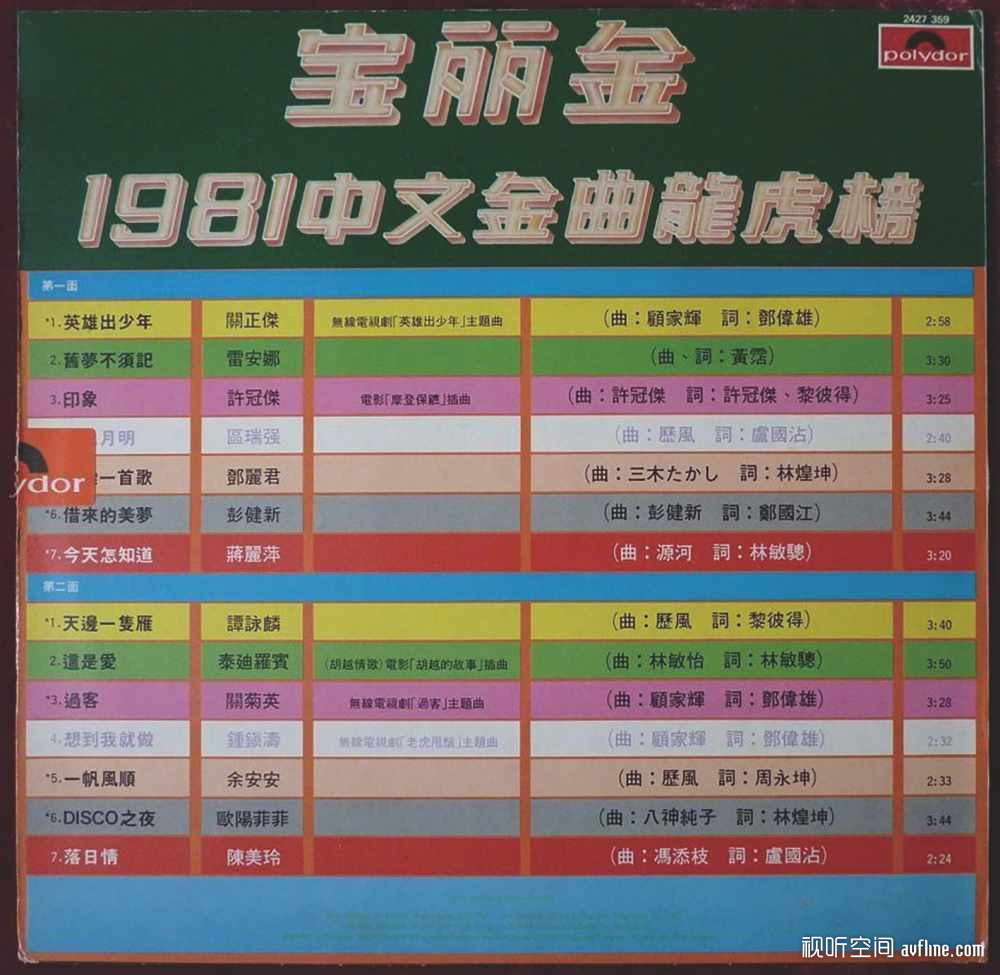 2427 359
polydor
宝丽金
1981中文金曲龍虎榜
第一面
*1. 英雄出少年 關正傑 無線電視劇「英雄出少年」主題曲 (曲：顧家輝 詞：鄧偉雄) 2:58
2. 舊夢不須記 雷安娜 (曲、詞：黃霑) 3:30
3. 印象 許冠傑 電影「摩登保鑣」插曲 (曲：許冠傑 詞：許冠傑、黎彼得) 3:25
月明 區瑞强 (曲：歷風 詞：盧國沾) 2:40
ydor
一首歌 鄧麗君 (曲：三木たかし 詞：林煌坤) 3:28
*6. 借來的美夢 彭健新 (曲：彭健新 詞：鄭國江) 3:44
*7. 今天怎知道 蔣麗萍 (曲：源河 詞：林敏驄) 3:20
第二面
*1. 天邊一隻雁 譚詠麟 (曲：歷風 詞：黎彼得) 3:40
2. 這是愛 泰廸羅賓 (胡越情歌)電影「胡越的故事」插曲 (曲：林敏怡 詞：林敏驄) 3:50
*3. 過客 關菊英 無線電視劇「過客」主題曲 (曲：顧家輝 詞：鄧偉雄) 3:28
4. 想到我就做 鍾鎮濤 無線電視劇「老虎甩鬚」主題曲 (曲：顧家輝 詞：鄧偉雄) 2:32
*5. 一帆風順 余安安 (曲：歷風 詞：周永坤) 2:33
*6. DISCO之夜 歐陽菲菲 (曲：八神純子 詞：林煌坤) 3:44
7. 落日情 陳美玲 (曲：馮添枝 詞：盧國沾) 2:24
视听空间 avfline.com